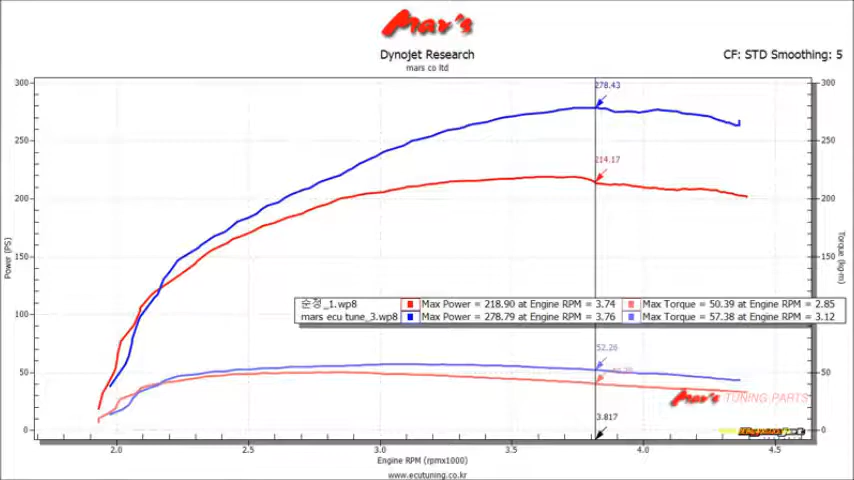 Mar's
Dynojet Research
mars co ltd
CF: STD Smoothing: 5
300
250
200
150
100
50
0
Power (PS)
300
250
200
150
50
0
Torque (kg-m)
278.43
214.17
순정_1.wp8 Max Power = 218.90 at Engine RPM = 3.74 Max Torque = 50.39 at Engine RPM = 2.85
mars ecu tune_3.wp8 Max Power = 278.79 at Engine RPM = 3.76 Max Torque = 57.38 at Engine RPM = 3.12
52.26
Mar's TUNING PARTS
3.817
Dynojet
2.0 2.5 3.0 3.5 4.0 4.5
Engine RPM (rpmx1000)
www.ecutuning.co.kr